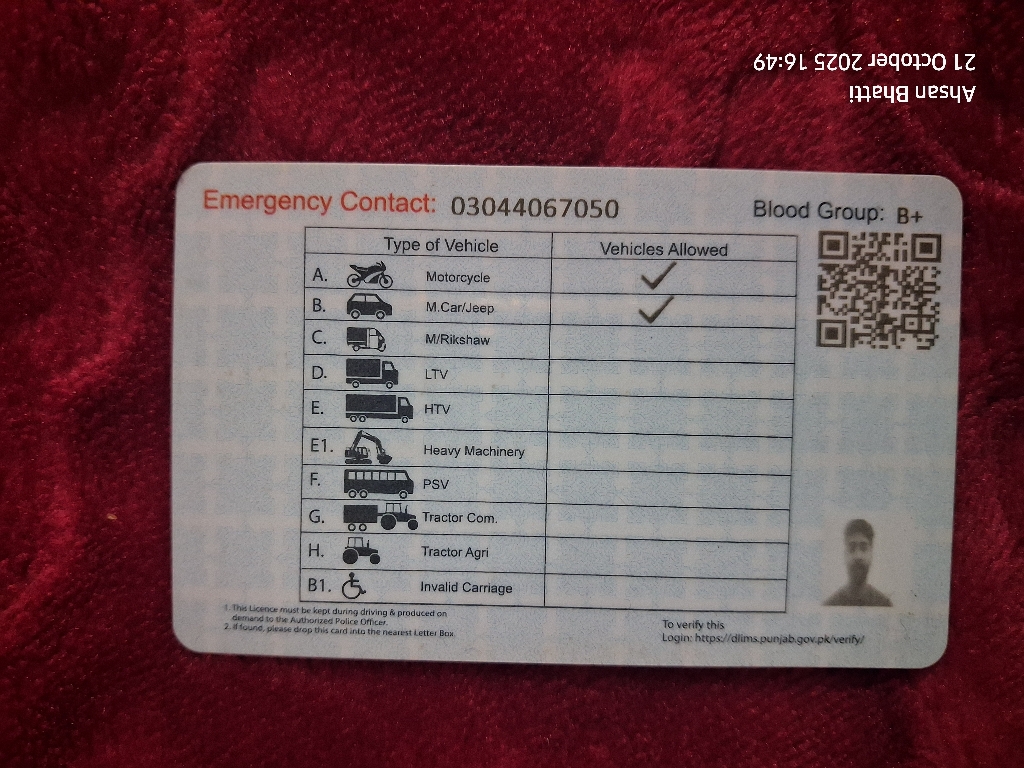 Ahsan Bhatti
21 October 2025 16:49
Emergency Contact: 03044067050
Blood Group: B+
Type of Vehicle Vehicles Allowed
A. Motorcycle ✓
B. M.Car/Jeep ✓
C. M/Rikshaw
D. LTV
E. HTV
E1. Heavy Machinery
F. PSV
G. Tractor Com.
H. Tractor Agri
B1. Invalid Carriage
1. This Licence must be kept during driving & produced on
demand to the Authorized Police Officer.
2. If found, please drop this card into the nearest Letter Box.
To verify this
Login: https://dlims.punjab.gov.pk/verify/